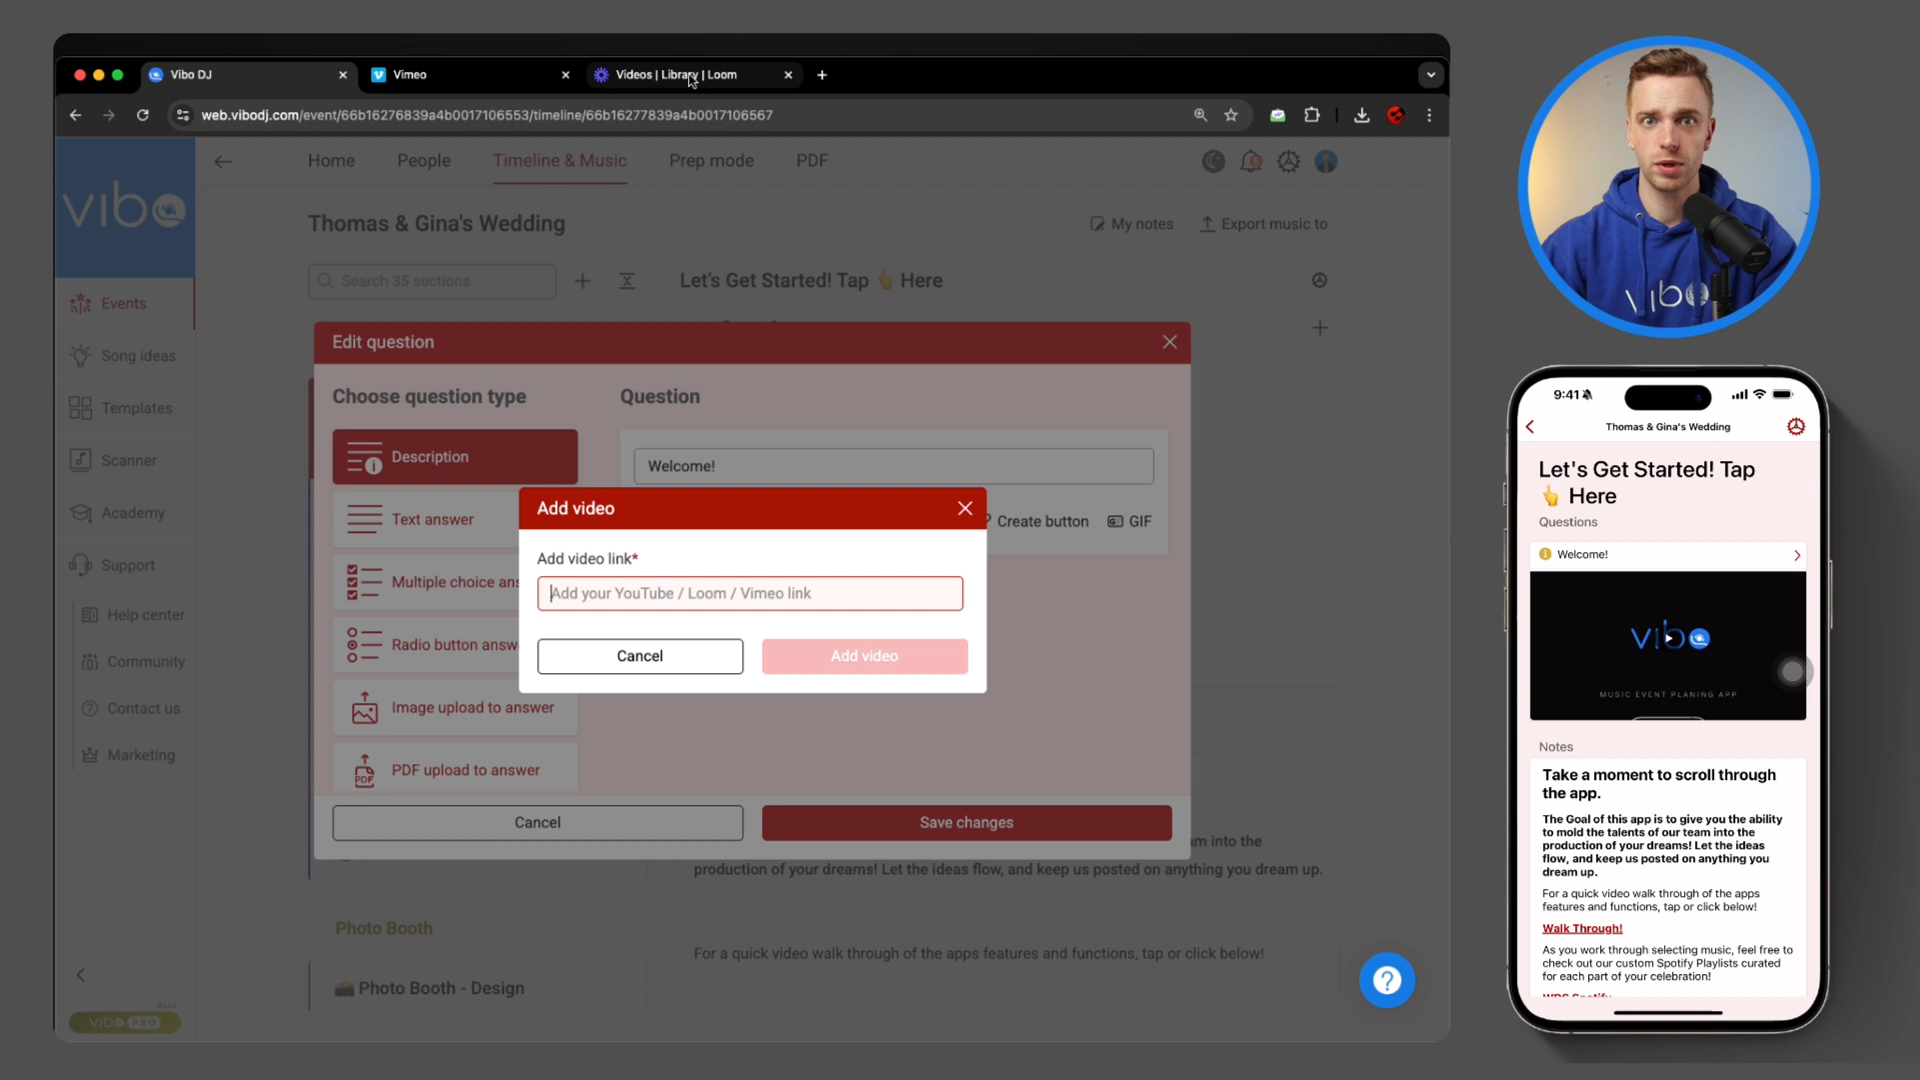 Vibo DJ
Vimeo
Videos | Library | Loom
web.vibodj.com/event/66b16276839a4b0017106553/timeline/66b16277839a4b0017106567
vibo
Home
People
Timeline & Music
Prep mode
PDF
Thomas & Gina's Wedding
My notes
Export music to
Search 35 sections
Let's Get Started! Tap 👆 Here
Events
Song ideas
Templates
Scanner
Academy
Support
Help center
Community
Contact us
Marketing
vibo PRO
Edit question
Choose question type
Question
Description
Welcome!
Text answer
Create button
GIF
Multiple choice ans
Radio button answ
Image upload to answer
PDF
PDF upload to answer
Cancel
Save changes
Add video
Add video link*
Add your YouTube / Loom / Vimeo link
Cancel
Add video
m into the
production of your dreams! Let the ideas flow, and keep us posted on anything you dream up.
Photo Booth
For a quick video walk through of the apps features and functions, tap or click below!
📸 Photo Booth - Design
?
vibo
9:41
Thomas & Gina's Wedding
Let's Get Started! Tap
👆 Here
Questions
Welcome!
vibo
MUSIC EVENT PLANING APP
Notes
Take a moment to scroll through
the app.
The Goal of this app is to give you the ability
to mold the talents of our team into the
production of your dreams! Let the ideas
flow, and keep us posted on anything you
dream up.
For a quick video walk through of the apps
features and functions, tap or click below!
Walk Through!
As you work through selecting music, feel free to
check out our custom Spotify Playlists curated
for each part of your celebration!